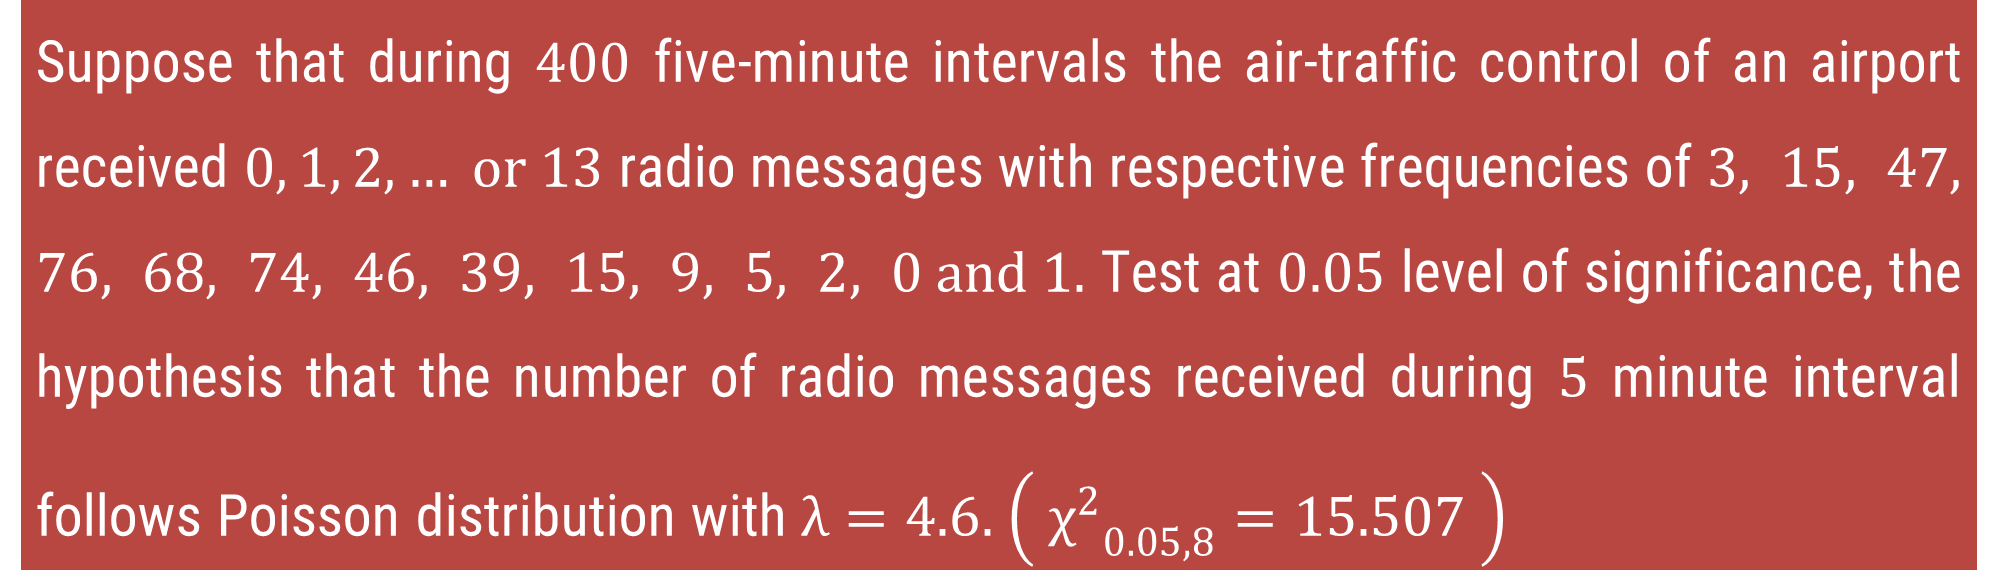 Suppose that during 400 five-minute intervals the air-traffic control of an airport
received 0, 1, 2, ... or 13 radio messages with respective frequencies of 3, 15, 47,
76, 68, 74, 46, 39, 15, 9, 5, 2, 0 and 1. Test at 0.05 level of significance, the
hypothesis that the number of radio messages received during 5 minute interval
follows Poisson distribution with λ = 4.6. ( χ²₀.₀₅,₈ = 15.507 )